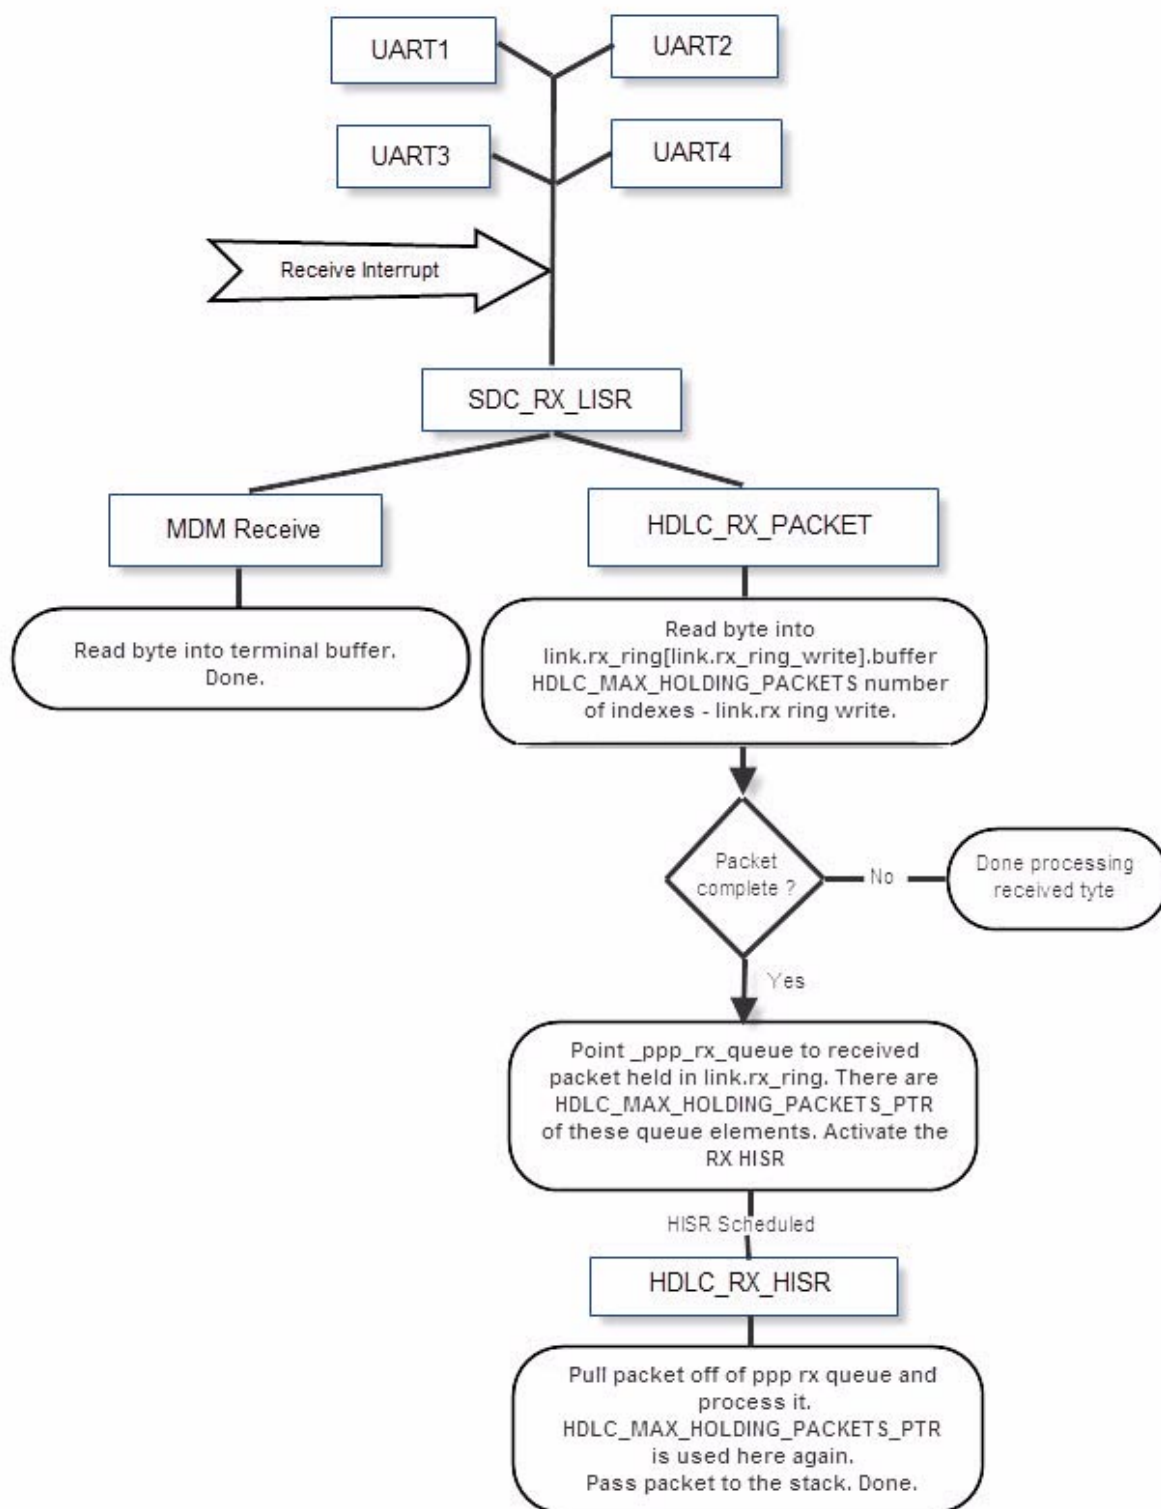 UART1
UART2
UART3
UART4
Receive Interrupt
SDC_RX_LISR
MDM Receive
HDLC_RX_PACKET
Read byte into terminal buffer.
Done.
Read byte into
link.rx_ring[link.rx_ring_write].buffer
HDLC_MAX_HOLDING_PACKETS number
of indexes - link.rx ring write.
Packet
complete ?
No
Done processing
received tyte
Yes
Point _ppp_rx_queue to received
packet held in link.rx_ring. There are
HDLC_MAX_HOLDING_PACKETS_PTR
of these queue elements. Activate the
RX HISR
HISR Scheduled
HDLC_RX_HISR
Pull packet off of ppp rx queue and
process it.
HDLC_MAX_HOLDING_PACKETS_PTR
is used here again.
Pass packet to the stack. Done.